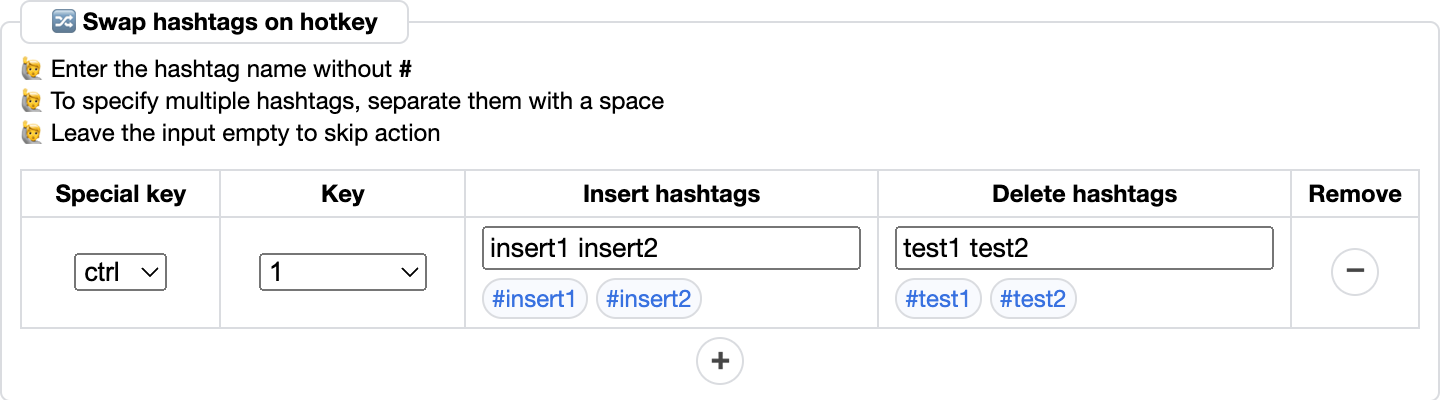 🔀 Swap hashtags on hotkey
🙋 Enter the hashtag name without #
🙋 To specify multiple hashtags, separate them with a space
🙋 Leave the input empty to skip action
Special key Key Insert hashtags Delete hashtags Remove
ctrl 1 insert1 insert2 test1 test2 −
#insert1 #insert2 #test1 #test2
+